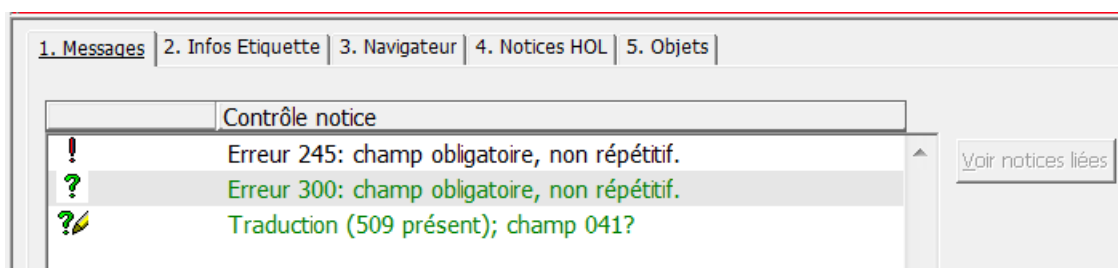 1. Messages 2. Infos Etiquette 3. Navigateur 4. Notices HOL 5. Objets
Contrôle notice
Erreur 245: champ obligatoire, non répétitif.
Voir notices liées
Erreur 300: champ obligatoire, non répétitif.
Traduction (509 présent); champ 041?